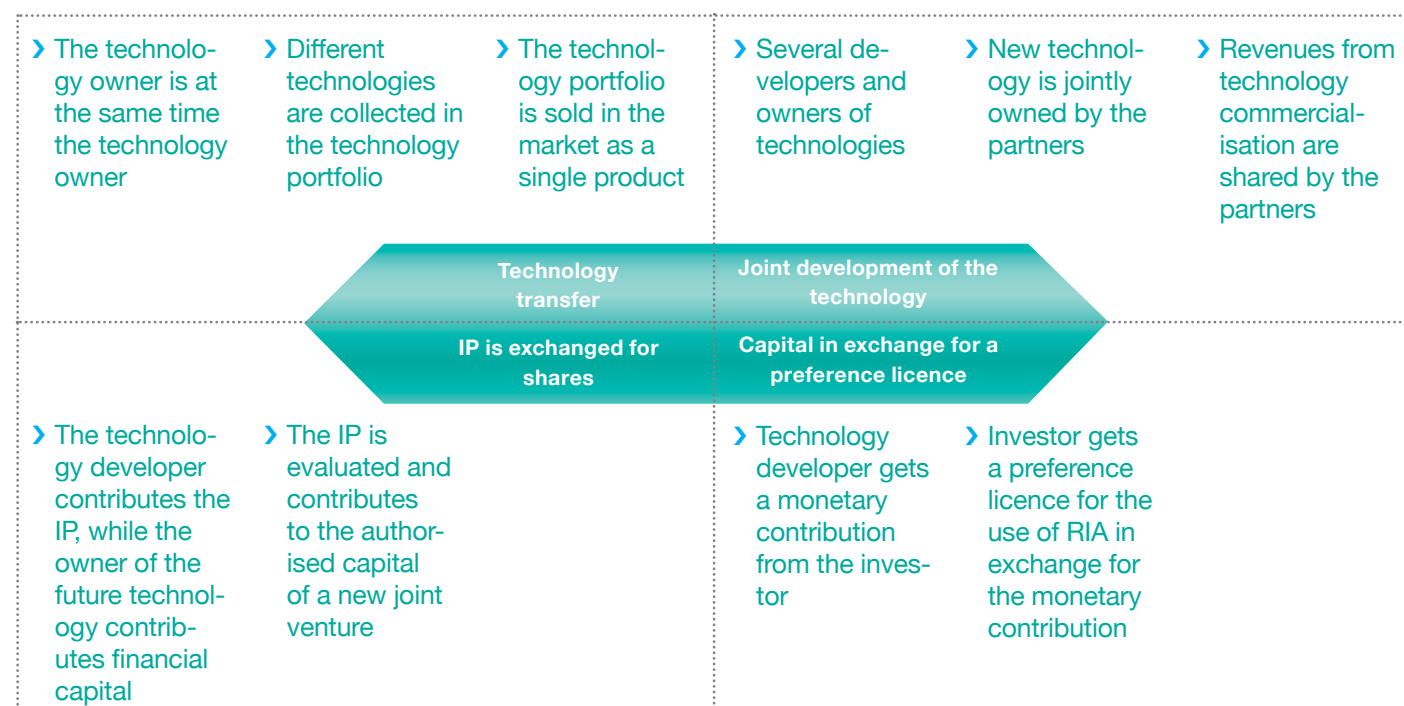 › The technolo-
gy owner is at
the same time
the technology
owner
› Different
technologies
are collected in
the technology
portfolio
› The technol-
ogy portfolio
is sold in the
market as a
single product
› Several de-
velopers and
owners of
technologies
› New technol-
ogy is jointly
owned by the
partners
› Revenues from
technology
commercial-
isation are
shared by the
partners
Technology
transfer
Joint development of the
technology
IP is exchanged for
shares
Capital in exchange for a
preference licence
› The technolo-
gy developer
contributes the
IP, while the
owner of the
future technol-
ogy contrib-
utes financial
capital
› The IP is
evaluated and
contributes
to the author-
ised capital
of a new joint
venture
› Technology
developer gets
a monetary
contribution
from the inves-
tor
› Investor gets
a preference
licence for the
use of RIA in
exchange for
the monetary
contribution